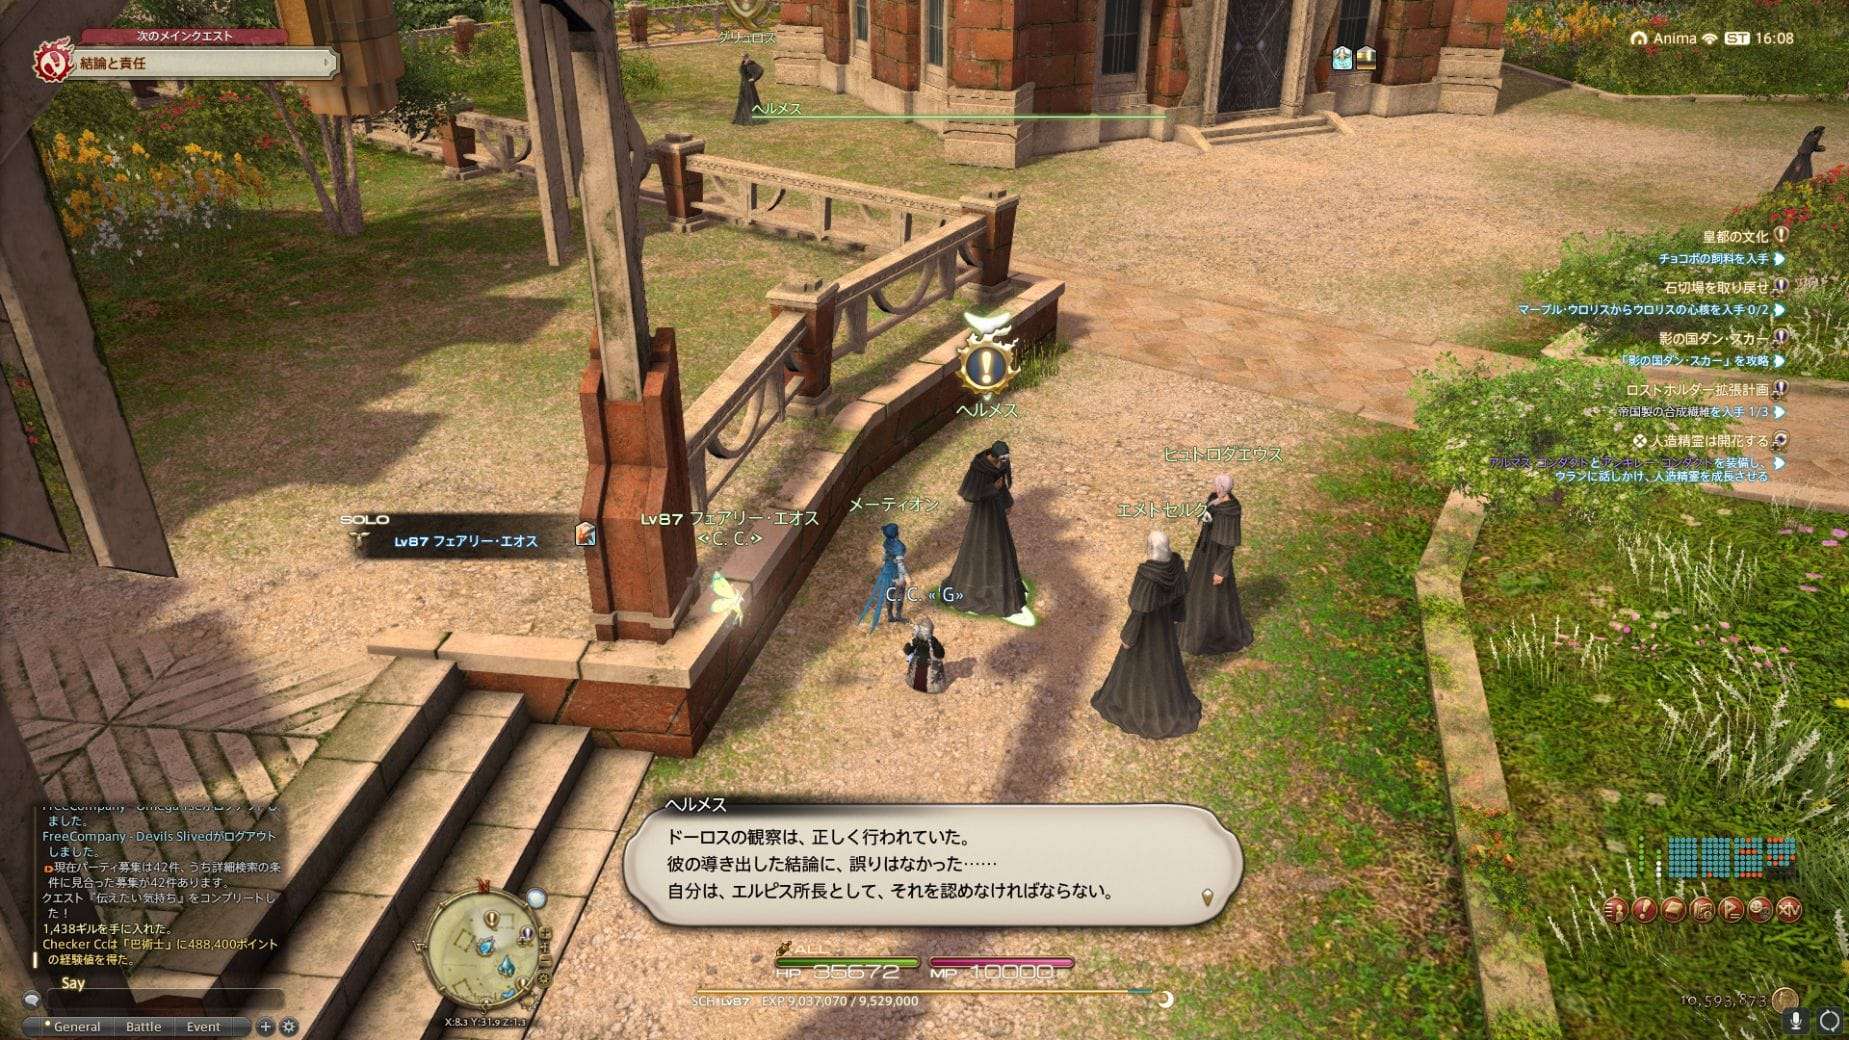 次のメインクエスト
結論と責任
グリュロス
Anima ST 16:08
ヘルメス
皇都の文化
チョコボの飼料を入手
石切場を取り戻せ
マーブル・ウロリスからウロリスの心核を入手 0/2
影の国ダン・スカー
「影の国ダン・スカー」を攻略
ロストホルダー拡張計画
帝国製の合成繊維を入手 1/3
人造精霊は開花する
を装備し、
ウランに話しかけ、人造精霊を成長させる
ヘルメス
ヒュトロダエウス
メーティオン
エメトセルク
SOLO
Lv87 フェアリー・エオス
Lv87 フェアリー・エオス
<C. C.>
C. C. «'G»
ヘルメス
ドーロスの観察は、正しく行われていた。
彼の導き出した結論に、誤りはなかった……
自分は、エルピス所長として、それを認めなければならない。
ました。
FreeCompany - Devils Slivedがログアウト
しました。
現在パーティ募集は42件、うち詳細検索の条
件に見合った募集が42件あります。
クエスト『伝えたい気持ち』をコンプリートし
た！
1,438ギルを手に入れた。
Checker Ccは「巴術士」に488,400ポイント
の経験値を得た。
Say
General Battle Event
N
X:8.3 Y:31.9 Z:1.3
HP 35672 MP 10000
SCH Lv87 EXP 9,037,070 / 9,529,000
10,593,873
XIV